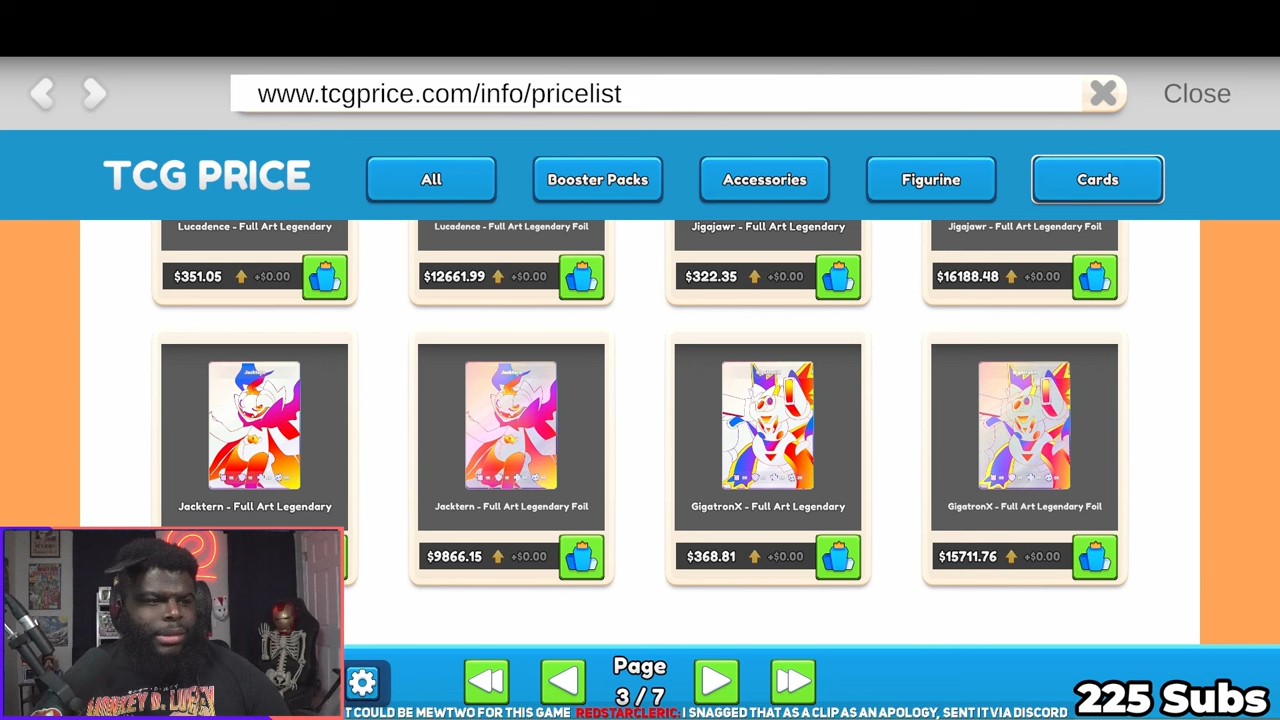 www.tcgprice.com/info/pricelist
Close
TCG PRICE
All
Booster Packs
Accessories
Figurine
Cards
Lucadence - Full Art Legendary
Lucadence - Full Art Legendary Foil
Jigajawr - Full Art Legendary
Jigajawr - Full Art Legendary Foil
$351.05 +$0.00
$12661.99 +$0.00
$322.35 +$0.00
$16188.48 +$0.00
Jacktern - Full Art Legendary
Jacktern - Full Art Legendary Foil
GigatronX - Full Art Legendary
GigatronX - Full Art Legendary Foil
$9866.15 +$0.00
$368.81 +$0.00
$15711.76 +$0.00
Page
3 / 7
225 Subs
T COULD BE MEWTWO FOR THIS GAME REDSTARCLERIC: I SNAGGED THAT AS A CLIP AS AN APOLOGY, SENT IT VIA DISCORD